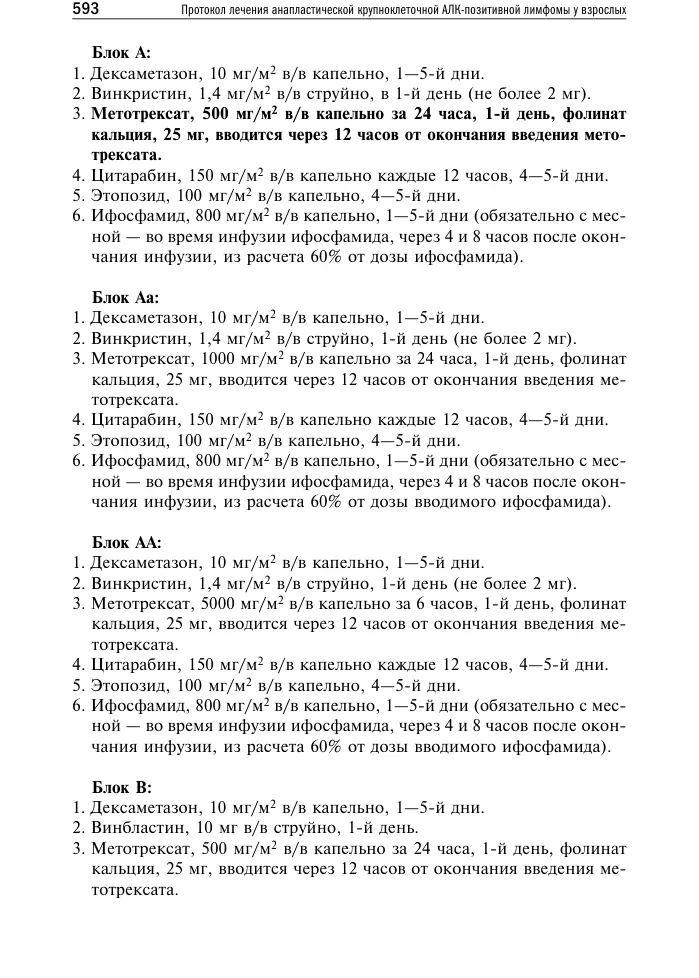 593 Протокол лечения анапластической крупноклеточной АЛК-позитивной лимфомы у взрослых
Блок А:
1. Дексаметазон, 10 мг/м² в/в капельно, 1—5-й дни.
2. Винкристин, 1,4 мг/м² в/в струйно, в 1-й день (не более 2 мг).
3. Метотрексат, 500 мг/м² в/в капельно за 24 часа, 1-й день, фолинат
кальция, 25 мг, вводится через 12 часов от окончания введения мето-
трексата.
4. Цитарабин, 150 мг/м² в/в капельно каждые 12 часов, 4—5-й дни.
5. Этопозид, 100 мг/м² в/в капельно, 4—5-й дни.
6. Ифосфамид, 800 мг/м² в/в капельно, 1—5-й дни (обязательно с мес-
ной — во время инфузии ифосфамида, через 4 и 8 часов после окон-
чания инфузии, из расчета 60% от дозы ифосфамида).
Блок Аа:
1. Дексаметазон, 10 мг/м² в/в капельно, 1—5-й дни.
2. Винкристин, 1,4 мг/м² в/в струйно, 1-й день (не более 2 мг).
3. Метотрексат, 1000 мг/м² в/в капельно за 24 часа, 1-й день, фолинат
кальция, 25 мг, вводится через 12 часов от окончания введения ме-
тотрексата.
4. Цитарабин, 150 мг/м² в/в капельно каждые 12 часов, 4—5-й дни.
5. Этопозид, 100 мг/м² в/в капельно, 4—5-й дни.
6. Ифосфамид, 800 мг/м² в/в капельно, 1—5-й дни (обязательно с мес-
ной — во время инфузии ифосфамида, через 4 и 8 часов после окон-
чания инфузии, из расчета 60% от дозы вводимого ифосфамида).
Блок АА:
1. Дексаметазон, 10 мг/м² в/в капельно, 1—5-й дни.
2. Винкристин, 1,4 мг/м² в/в струйно, 1-й день (не более 2 мг).
3. Метотрексат, 5000 мг/м² в/в капельно за 6 часов, 1-й день, фолинат
кальция, 25 мг, вводится через 12 часов от окончания введения ме-
тотрексата.
4. Цитарабин, 150 мг/м² в/в капельно каждые 12 часов, 4—5-й дни.
5. Этопозид, 100 мг/м² в/в капельно, 4—5-й дни.
6. Ифосфамид, 800 мг/м² в/в капельно, 1—5-й дни (обязательно с мес-
ной — во время инфузии ифосфамида, через 4 и 8 часов после окон-
чания инфузии, из расчета 60% от дозы вводимого ифосфамида).
Блок В:
1. Дексаметазон, 10 мг/м² в/в капельно, 1—5-й дни.
2. Винбластин, 10 мг в/в струйно, 1-й день.
3. Метотрексат, 500 мг/м² в/в капельно за 24 часа, 1-й день, фолинат
кальция, 25 мг, вводится через 12 часов от окончания введения ме-
тотрексата.